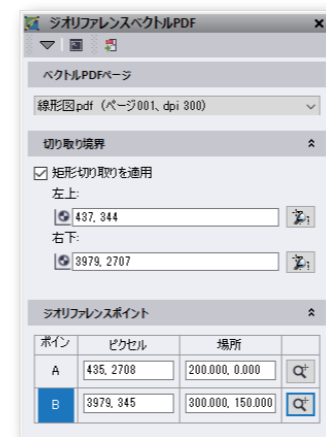 ジオリファレンスベクトルPDF
ベクトルPDFページ
線形図.pdf (ページ001、dpi 300)
切り取り境界
矩形切り取りを適用
左上:
437, 344
右下:
3979, 2707
ジオリファレンスポイント
ポイン ピクセル 場所
A 435, 2708 200.000, 0.000
B 3979, 345 300.000, 150.000